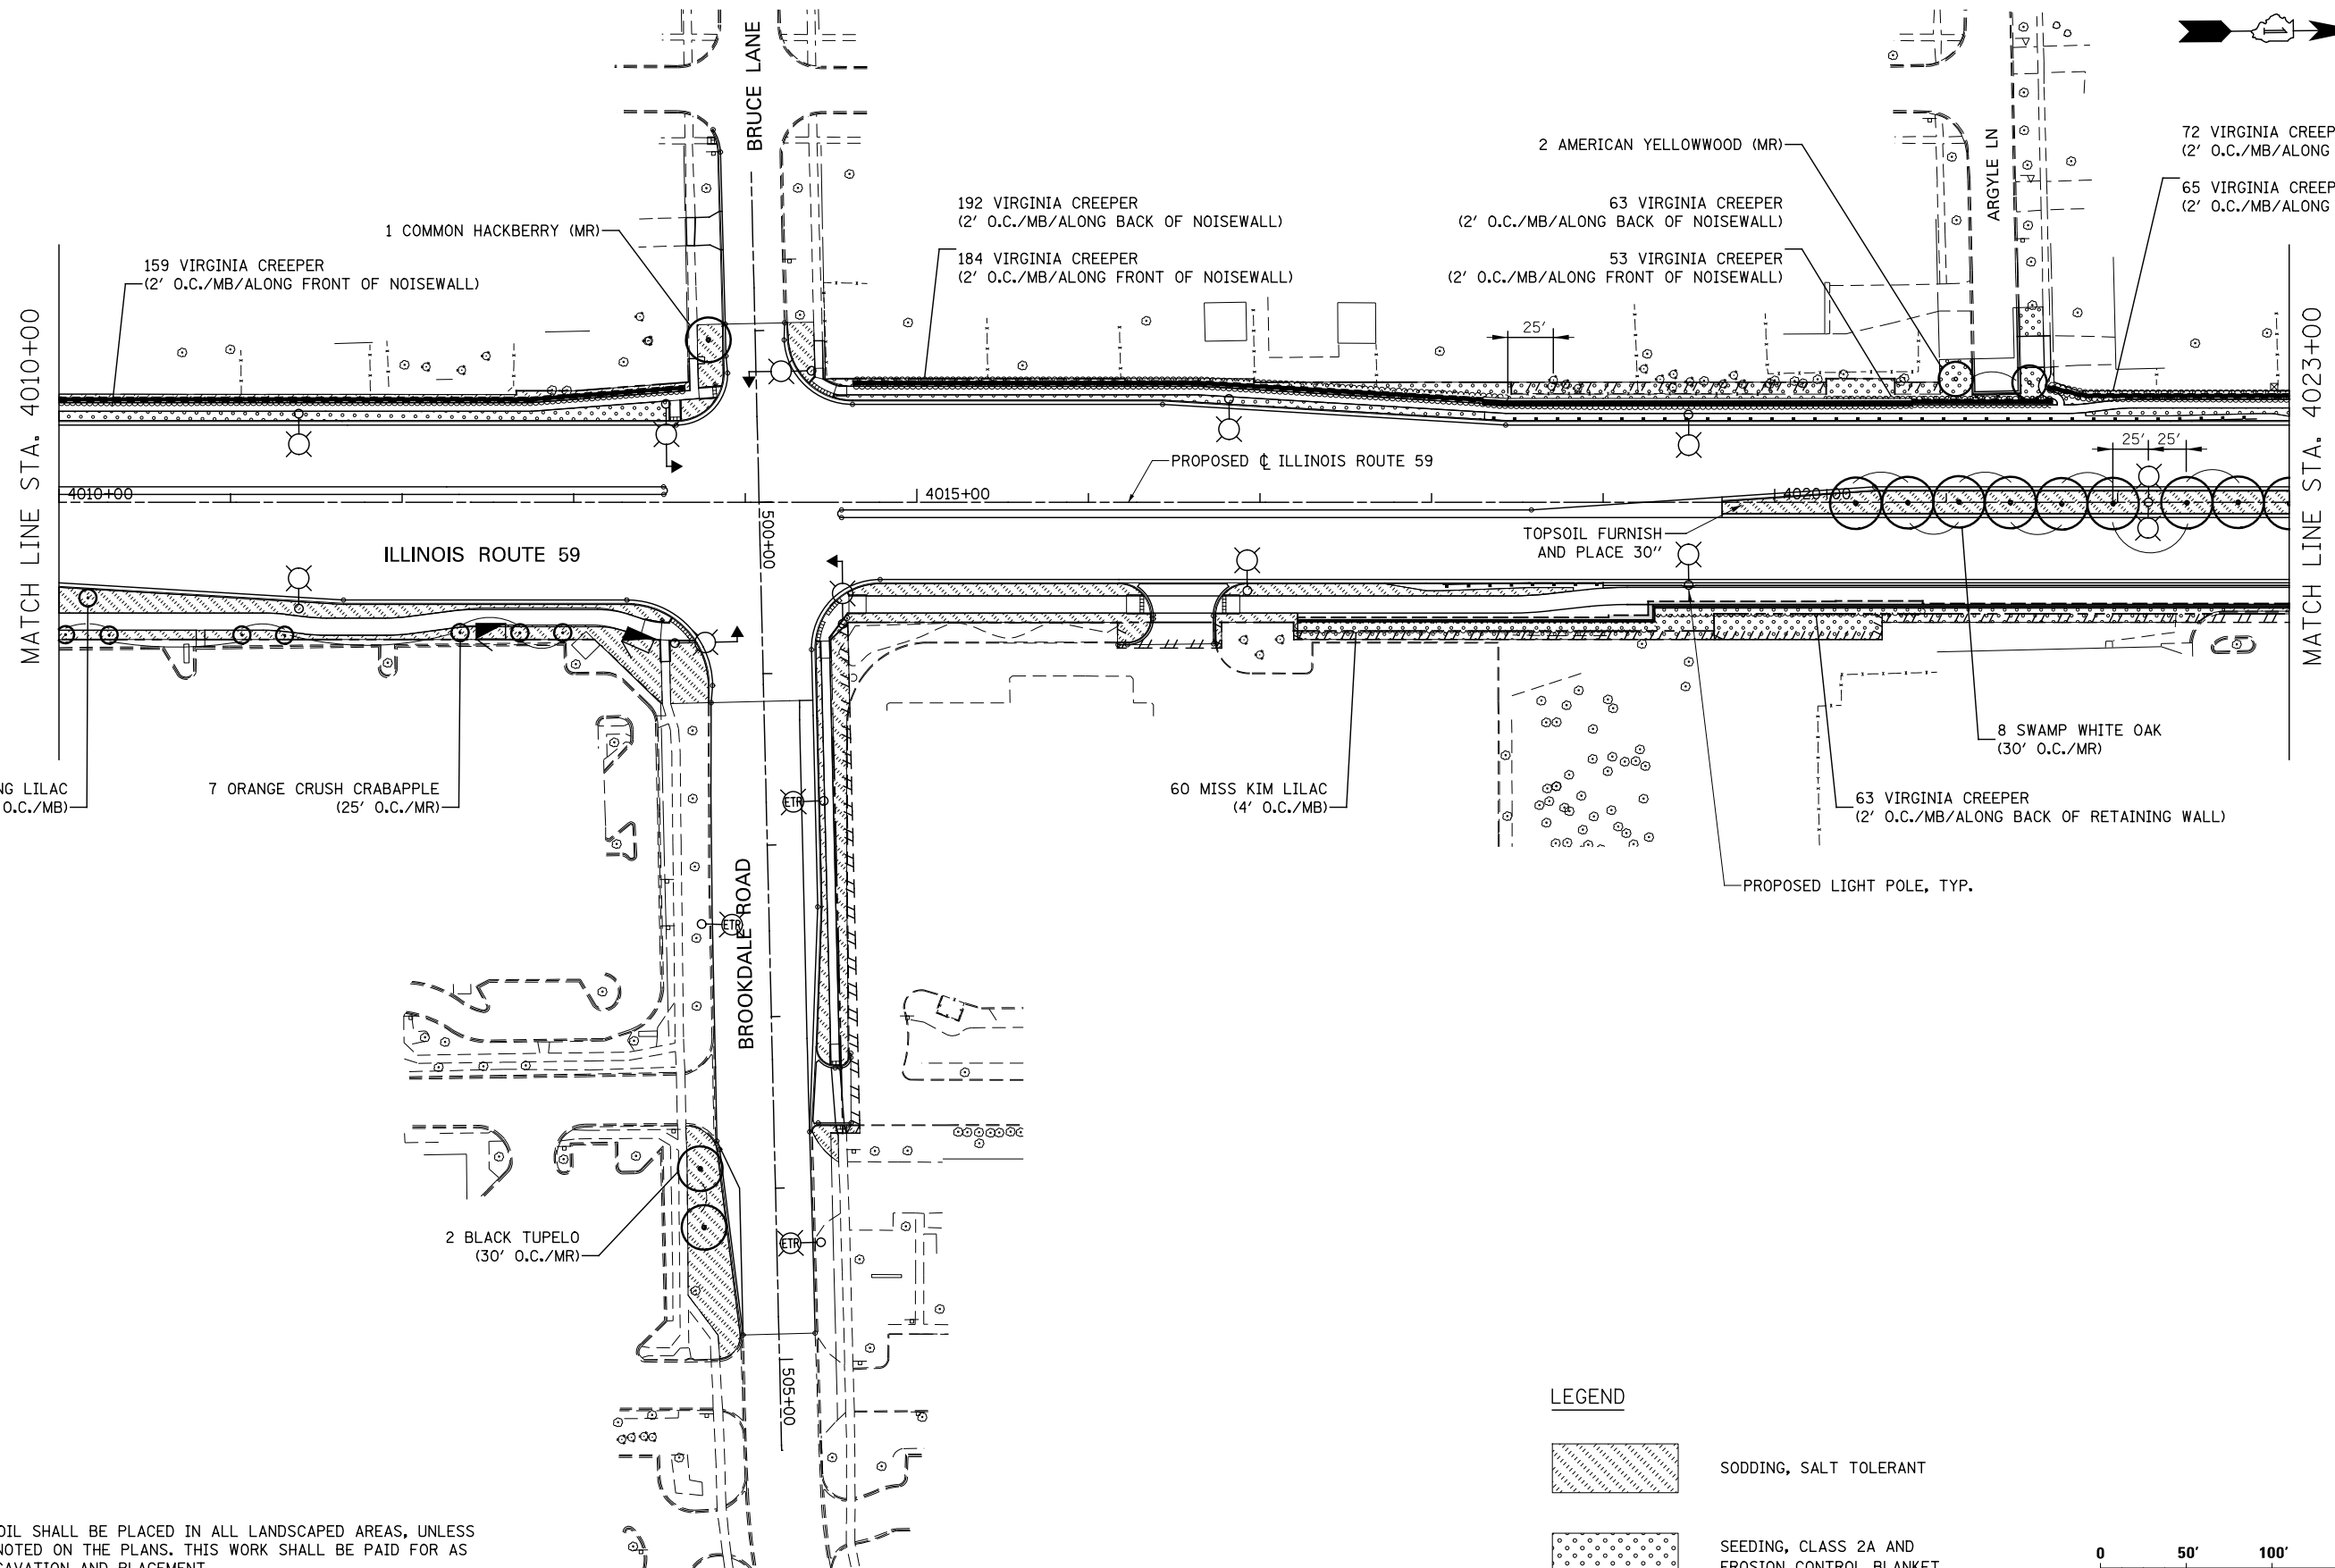 BRUCE LANE
ARGYLE LN
1 COMMON HACKBERRY (MR)
159 VIRGINIA CREEPER
(2' O.C./MB/ALONG FRONT OF NOISEWALL)
192 VIRGINIA CREEPER
(2' O.C./MB/ALONG BACK OF NOISEWALL)
184 VIRGINIA CREEPER
(2' O.C./MB/ALONG FRONT OF NOISEWALL)
2 AMERICAN YELLOWWOOD (MR)
63 VIRGINIA CREEPER
(2' O.C./MB/ALONG BACK OF NOISEWALL)
53 VIRGINIA CREEPER
(2' O.C./MB/ALONG FRONT OF NOISEWALL)
72 VIRGINIA CREEP
(2' O.C./MB/ALONG
65 VIRGINIA CREEP
(2' O.C./MB/ALONG
25'
25' 25'
MATCH LINE STA. 4010+00
MATCH LINE STA. 4023+00
4010+00
4015+00
4020+00
PROPOSED ℄ ILLINOIS ROUTE 59
ILLINOIS ROUTE 59
500+00
TOPSOIL FURNISH
AND PLACE 30"
NG LILAC
O.C./MB)
7 ORANGE CRUSH CRABAPPLE
(25' O.C./MR)
60 MISS KIM LILAC
(4' O.C./MB)
8 SWAMP WHITE OAK
(30' O.C./MR)
63 VIRGINIA CREEPER
(2' O.C./MB/ALONG BACK OF RETAINING WALL)
PROPOSED LIGHT POLE, TYP.
ETR
ETR
BROOKDALE ROAD
2 BLACK TUPELO
(30' O.C./MR)
ETR
505+00
LEGEND
SODDING, SALT TOLERANT
SEEDING, CLASS 2A AND
EROSION CONTROL BLANKET
0 50' 100'
OIL SHALL BE PLACED IN ALL LANDSCAPED AREAS, UNLESS
NOTED ON THE PLANS. THIS WORK SHALL BE PAID FOR AS
CAVATION AND PLACEMENT